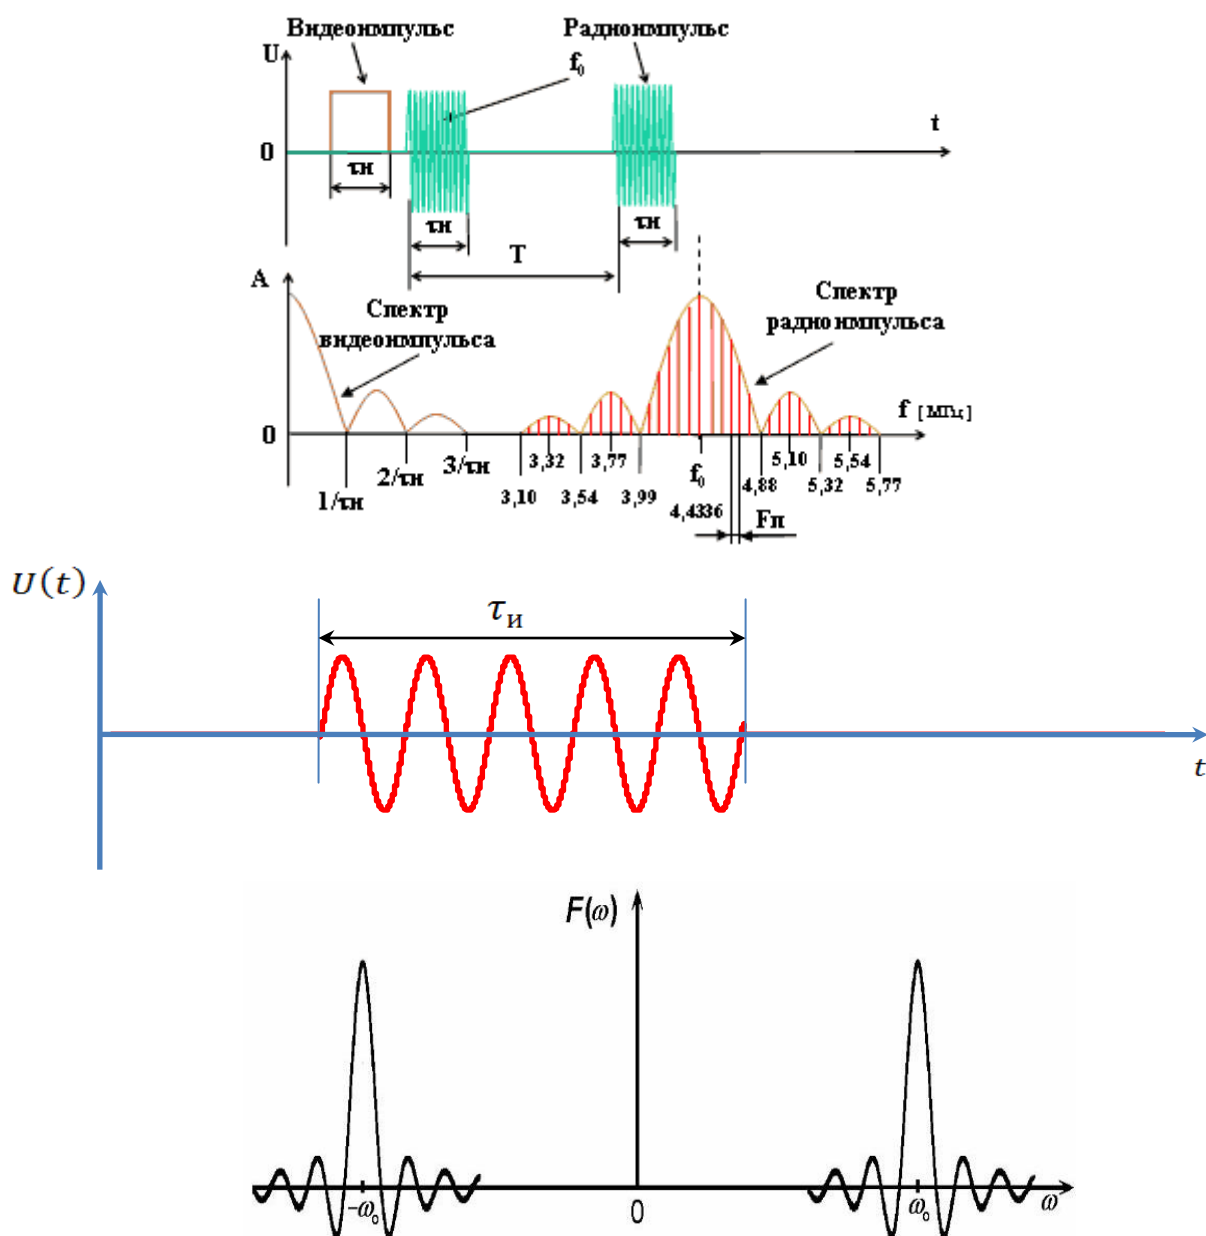 Видеоимпульс
Радиоимпульс
U
f₀
t
0
τи
τи
τи
T
A
Спектр
видеоимпульса
Спектр
радиоимпульса
f [МГц]
0
1/τи
2/τи
3/τи
3,10
3,32
3,54
3,77
3,99
f₀
4,4336
4,88
5,10
5,32
5,54
5,77
Fп
U(t)
τи
t
F(ω)
-ω₀
0
ω₀
ω